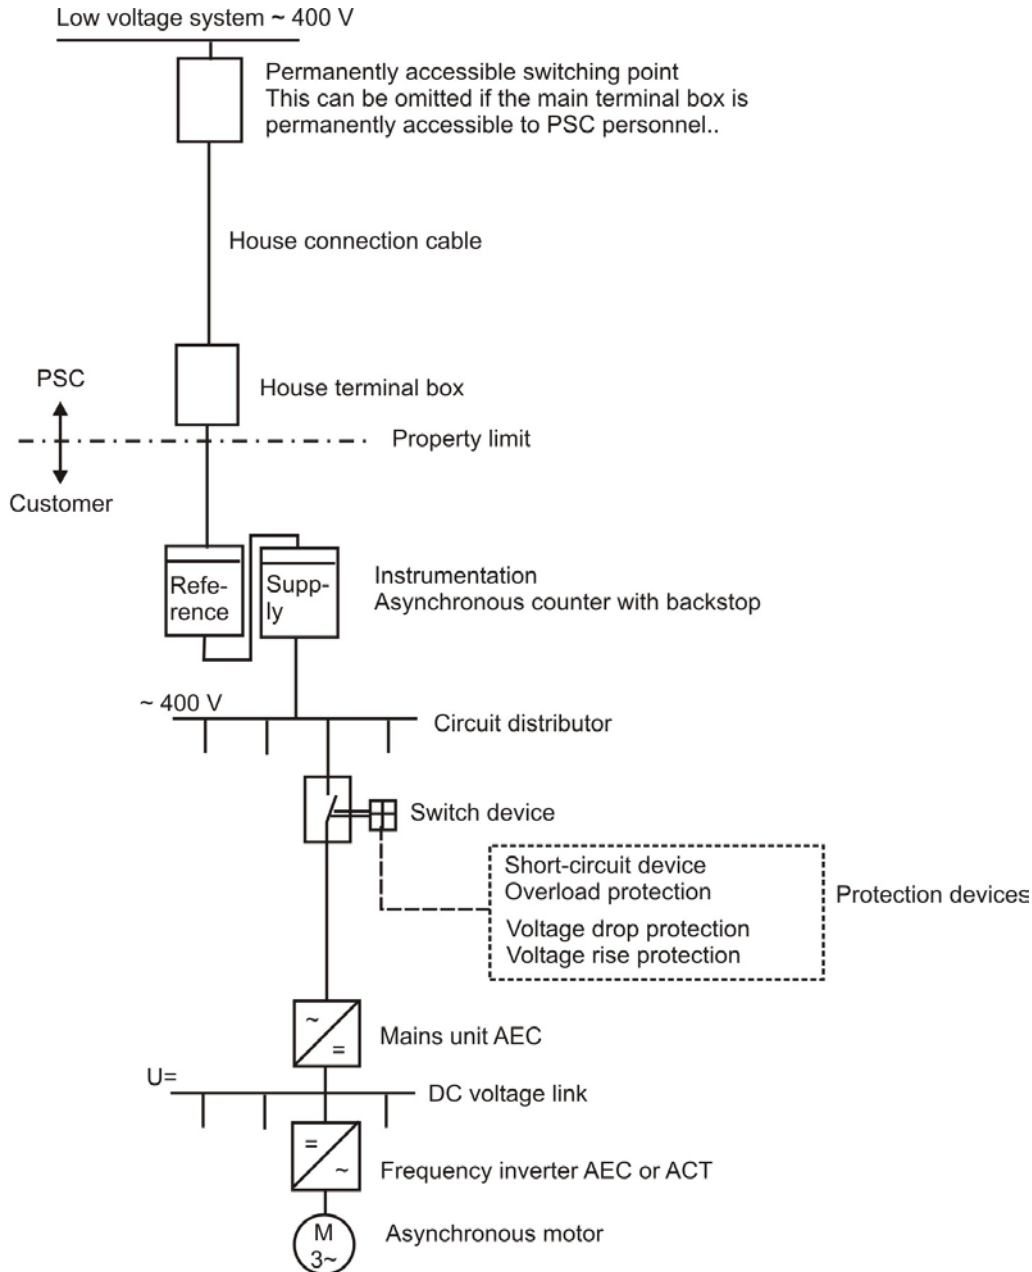 Low voltage system ~ 400 V
Permanently accessible switching point
This can be omitted if the main terminal box is
permanently accessible to PSC personnel..
House connection cable
PSC
House terminal box
Property limit
Customer
Refe-
rence
Supp-
ly
Instrumentation
Asynchronous counter with backstop
~ 400 V
Circuit distributor
Switch device
Short-circuit device
Overload protection
Voltage drop protection
Voltage rise protection
Protection devices
~
=
Mains unit AEC
U=
DC voltage link
=
~
Frequency inverter AEC or ACT
M
3~
Asynchronous motor